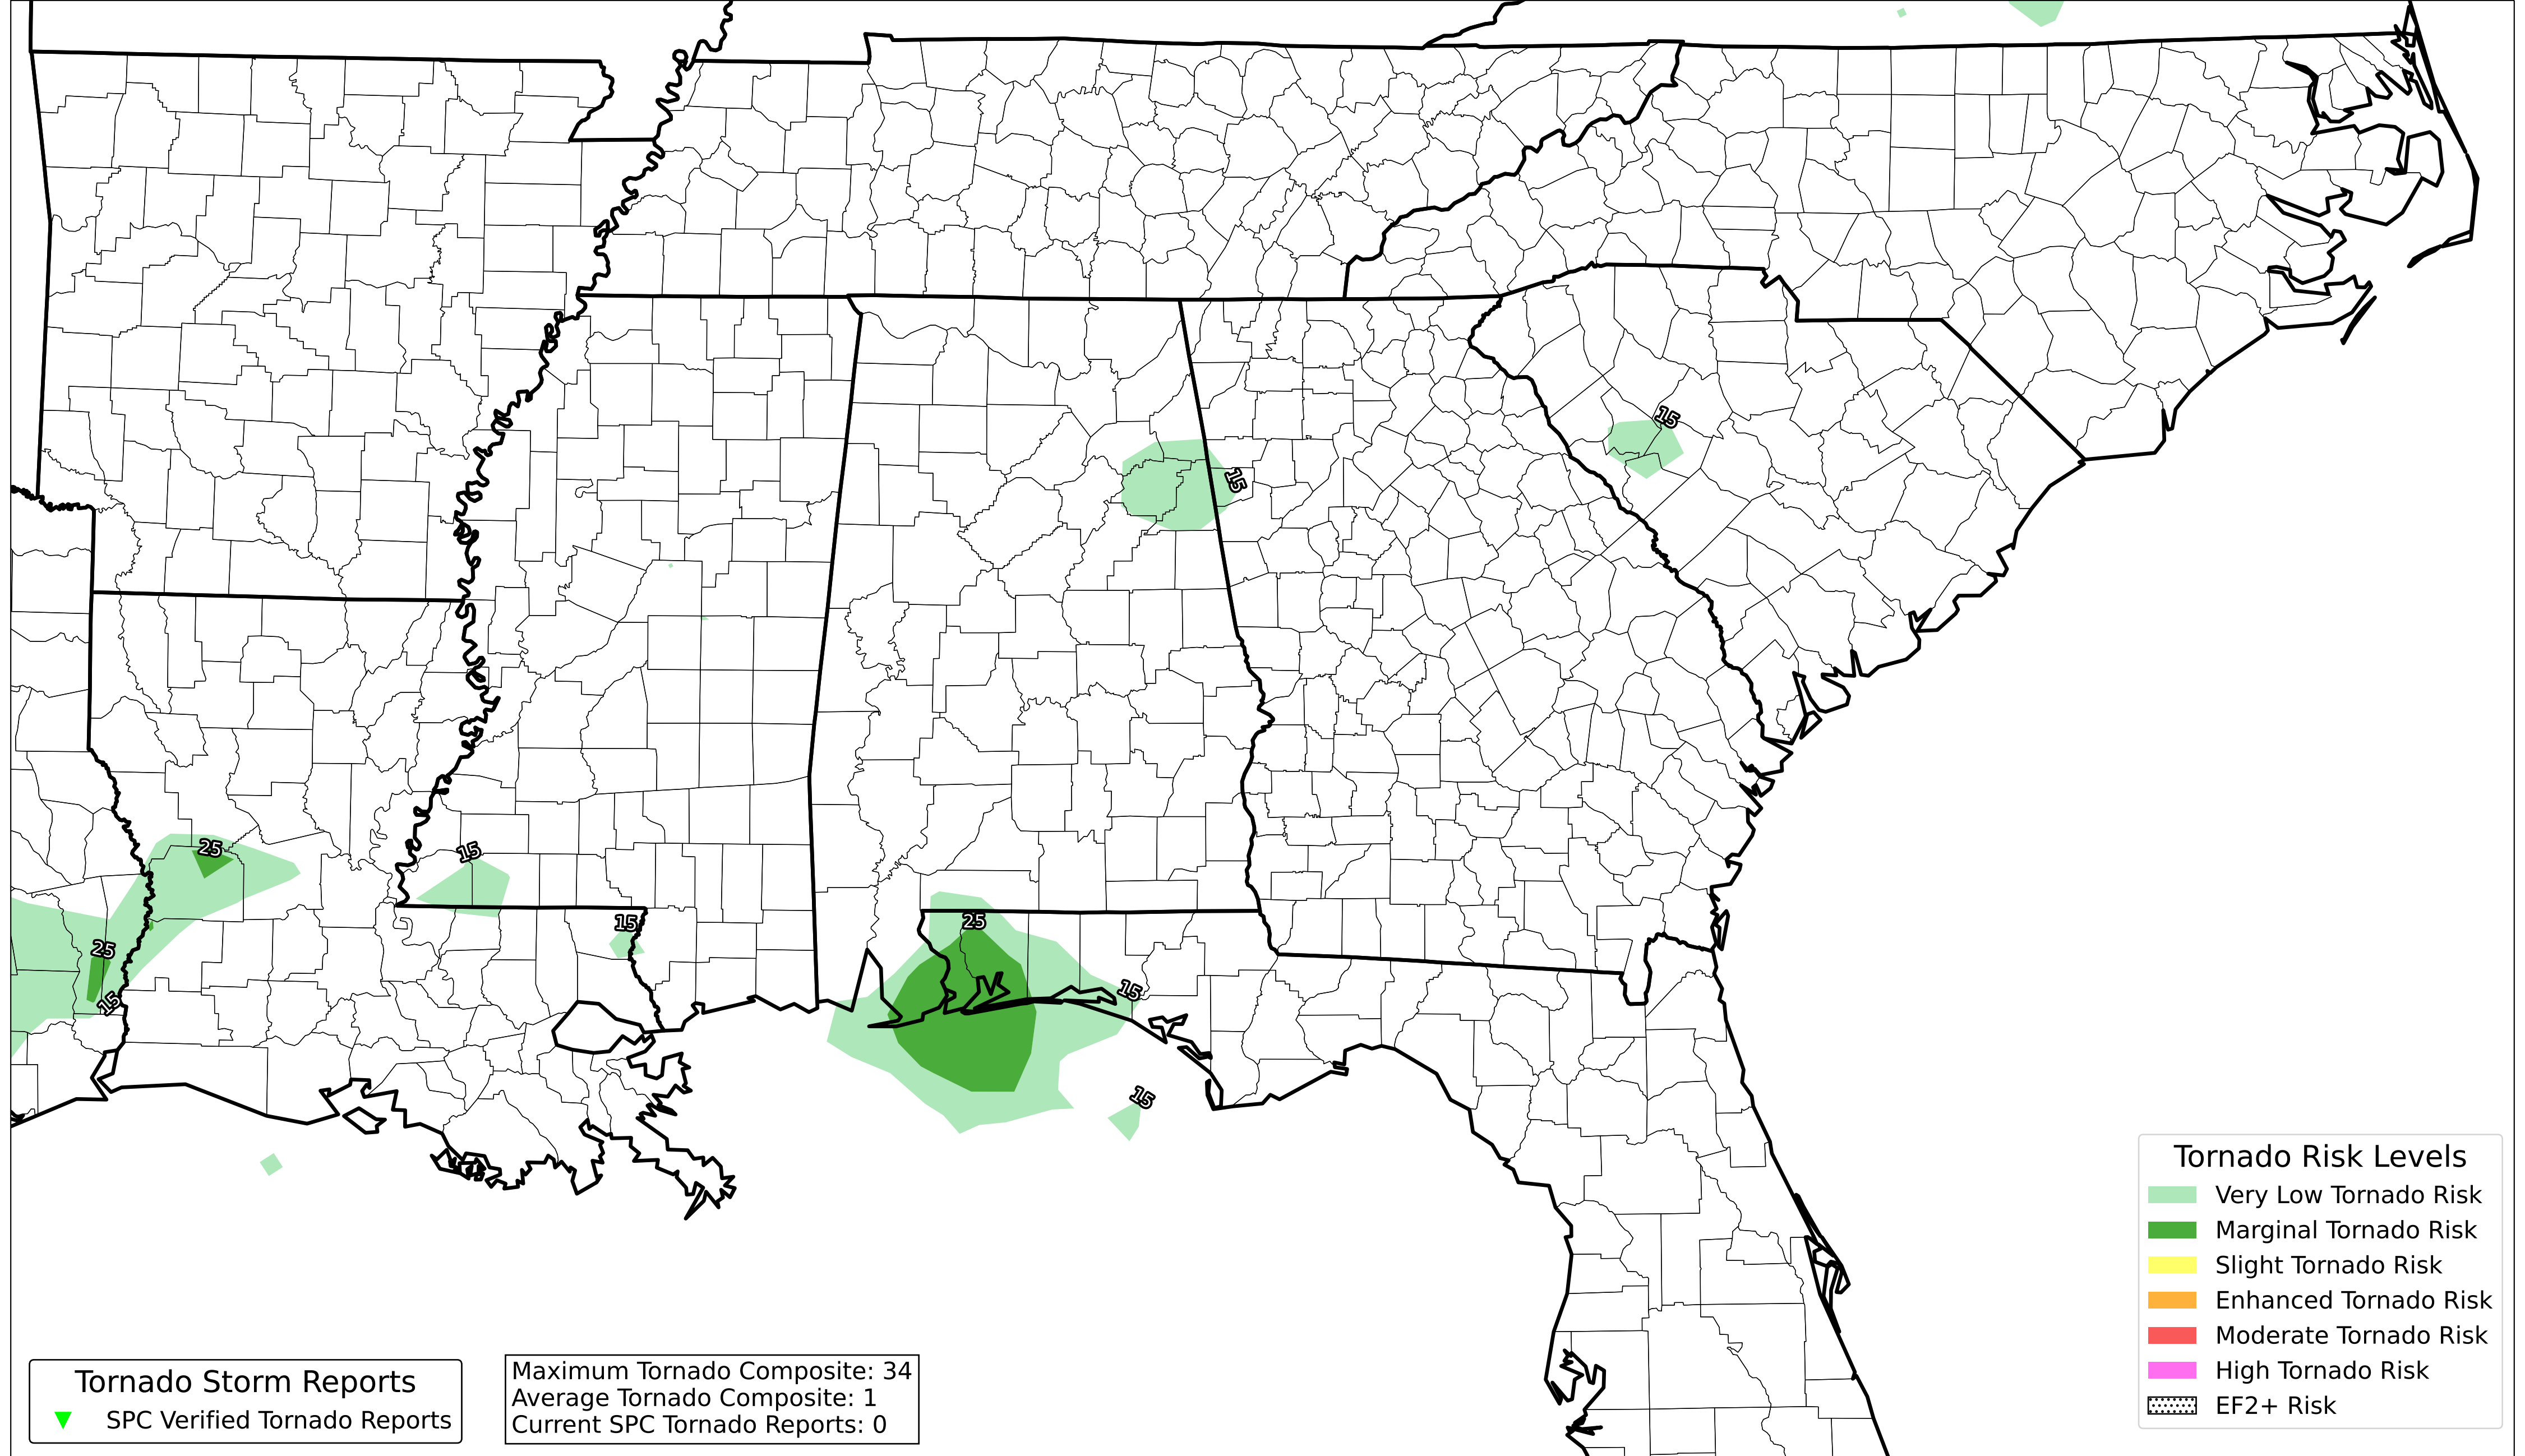 15
15
25
15
15
25
25
15
15
15
Tornado Risk Levels
Very Low Tornado Risk
Marginal Tornado Risk
Slight Tornado Risk
Enhanced Tornado Risk
Moderate Tornado Risk
High Tornado Risk
EF2+ Risk
Tornado Storm Reports
SPC Verified Tornado Reports
Maximum Tornado Composite: 34
Average Tornado Composite: 1
Current SPC Tornado Reports: 0